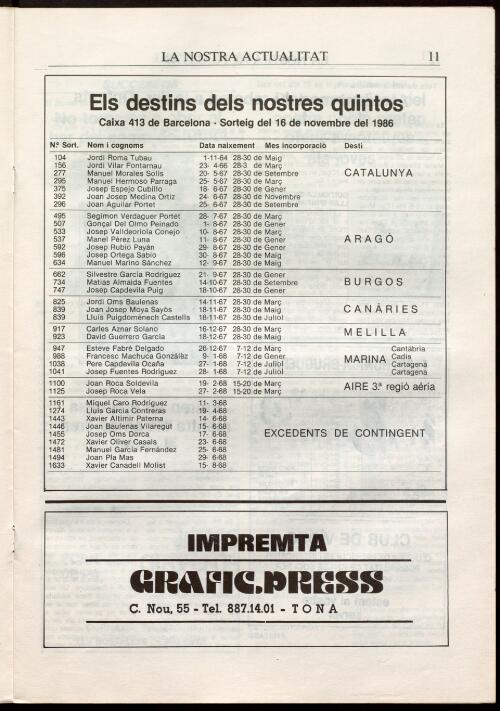 LA NOSTRA ACTUALITAT 11
Els destins dels nostres quintos
Caixa 413 de Barcelona - Sorteig del 16 de novembre del 1986
N.º Sort. Nom i cognoms Data naixement Mes incorporació Destí
104 Jordi Roma Tubau 1-11-64 28-30 de Maig
156 Jordi Vilar Fontarnau 23- 4-66 28-3 de Març
277 Manuel Morales Solis 20- 5-67 28-30 de Setembre
295 Manuel Hermoso Parraga 25- 5-67 28-30 de Març
375 Josep Espejo Cubillo 18- 6-67 28-30 de Gener
392 Joan Josep Medina Ortiz 24- 6-67 28-30 de Novembre
296 Joan Aguilar Portet 25- 6-67 28-30 de Setembre
CATALUNYA
495 Segimon Verdaguer Portet 28- 7-67 28-30 de Març
507 Gonçal Del Olmo Peinado 1- 8-67 28-30 de Gener
533 Josep Valldeoriola Conejo 10- 8-67 28-30 de Març
537 Manel Pérez Luna 11- 8-67 28-30 de Gener
592 Josep Rubio Payán 29- 8-67 28-30 de Gener
596 Josep Ortega Sabio 30- 8-67 28-30 de Maig
634 Manuel Marino Sánchez 12- 9-67 28-30 de Maig
ARAGÓ
662 Silvestre García Rodríguez 21- 9-67 28-30 de Gener
734 Matias Almaida Fuentes 14-10-67 28-30 de Setembre
747 Josep Capdevila Puig 18-10-67 28-30 de Gener
BURGOS
825 Jordi Oms Baulenas 14-11-67 28-30 de Març
839 Joan Josep Moya Sayòs 18-11-67 28-30 de Maig
839 Lluís Puigdomènech Castells 18-11-67 28-30 de Juliol
CANÀRIES
917 Carles Aznar Solano 16-12-67 28-30 de Març
923 David Guerrero García 18-12-67 28-30 de Maig
MELILLA
947 Esteve Fabré Delgado 26-12-67 7-12 de Març Cantàbria
988 Francesc Machuca Gonzàlez 9- 1-68 7-12 de Gener Cadis
1038 Pere Capdevila Ocaña 27- 1-68 7-12 de Juliol Cartagena
1041 Josep Fuentes Rodríguez 28- 1-68 7-12 de Juliol Cartagena
MARINA
1100 Joan Roca Soldevila 19- 2-68 15-20 de Març
1125 Josep Roca Vela 27- 2-68 15-20 de Març
AIRE 3.ª regió aèria
1161 Miquel Caro Rodríguez 11- 3-68
1274 Lluís Garcia Contreras 19- 4-68
1443 Xavier Altimir Paterna 14- 6-68
1446 Joan Baulenas Vilaregut 15- 6-68
1455 Josep Oms Dorca 17- 6-68
1472 Xavier Oliver Casals 23- 6-68
1481 Manuel García Fernández 25- 6-68
1494 Joan Pla Mas 29- 6-68
1633 Xavier Canadell Molist 15- 8-68
EXCEDENTS DE CONTINGENT
IMPREMTA
GRAFIC.PRESS
C. Nou, 55 - Tel. 887.14.01 - TONA